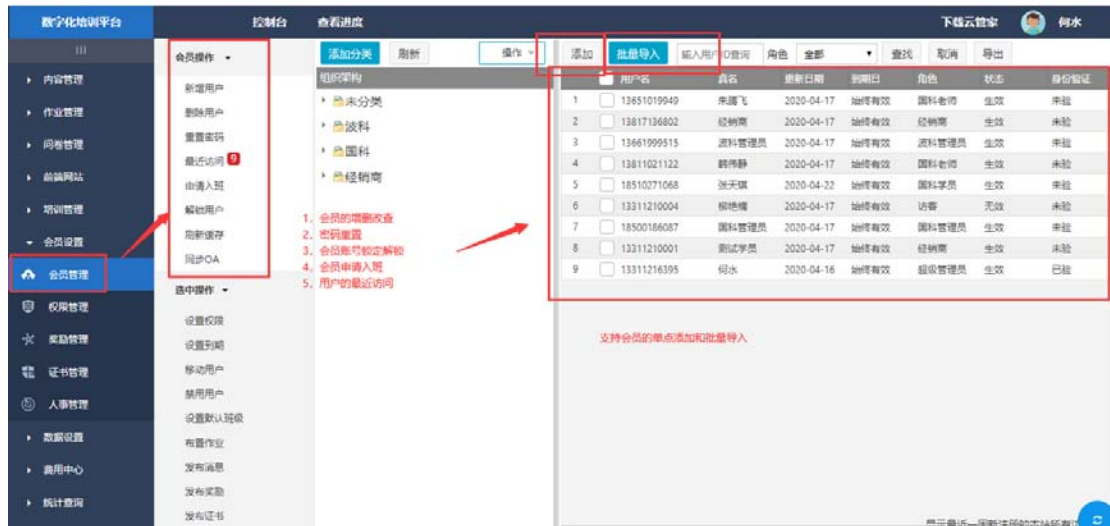 数字化培训平台
控制台 查看进度 下载云管家 何水
内容管理
作业管理
问卷管理
前端网站
培训管理
会员设置
会员管理
权限管理
奖励管理
证书管理
人事管理
数据设置
费用中心
统计查询
会员操作
新增用户
删除用户
重置密码
最近访问 9
申请入班
解锁用户
刷新缓存
同步OA
选中操作
设置权限
设置到期
移动用户
禁用用户
设置默认班级
布置作业
发布消息
发布奖励
发布证书
添加分类 刷新 操作
组织架构
未分类
波科
国科
经销商
1、会员的增删改查
2、密码重置
3、会员账号锁定解锁
4、会员申请入班
5、用户的最近访问
添加 批量导入 输入用户ID查询 角色 全部 查找 取消 导出
用户名 真名 更新日期 到期日 角色 状态 身份验证
1 13651019949 朱鹏飞 2020-04-17 始终有效 国科老师 生效 未验
2 13817136802 经销商 2020-04-17 始终有效 经销商 生效 未验
3 13661999515 波科管理员 2020-04-17 始终有效 波科管理员 生效 未验
4 13811021122 韩伟静 2020-04-17 始终有效 国科老师 生效 未验
5 18510271068 张天琪 2020-04-22 始终有效 国科学员 生效 未验
6 13311210004 柳艳 2020-04-17 始终有效 访客 无效 未验
7 18500186087 国科管理员 2020-04-17 始终有效 国科管理员 生效 未验
8 13311210001 测试学员 2020-04-17 始终有效 经销商 生效 未验
9 13311216395 何水 2020-04-16 始终有效 超级管理员 生效 已验
支持会员的单点添加和批量导入
显示最近一周新注册的本站所有